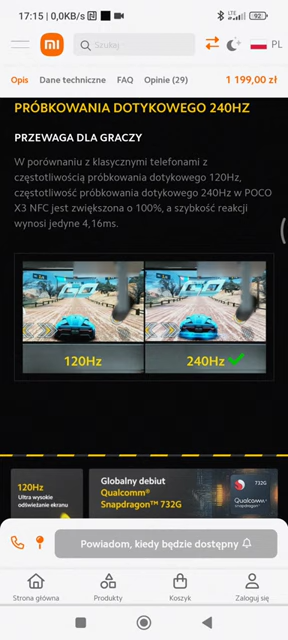 17:15 | 0,0KB/s
LTE
92
mi
Szukaj
PL
Opis Dane techniczne FAQ Opinie (29) 1 199,00 zł
PRÓBKOWANIA DOTYKOWEGO 240HZ
PRZEWAGA DLA GRACZY
W porównaniu z klasycznymi telefonami z
częstotliwością próbkowania dotykowego 120Hz,
częstotliwość próbkowania dotykowego 240Hz w POCO
X3 NFC jest zwiększona o 100%, a szybkość reakcji
wynosi jedyne 4,16ms.
120Hz 240Hz
120Hz
Ultra wysokie
odświeżanie ekranu
Globalny debiut
Qualcomm®
Snapdragon™ 732G
732G
Qualcomm
snapdragon
Powiadom, kiedy będzie dostępny
Strona główna Produkty Koszyk Zaloguj się